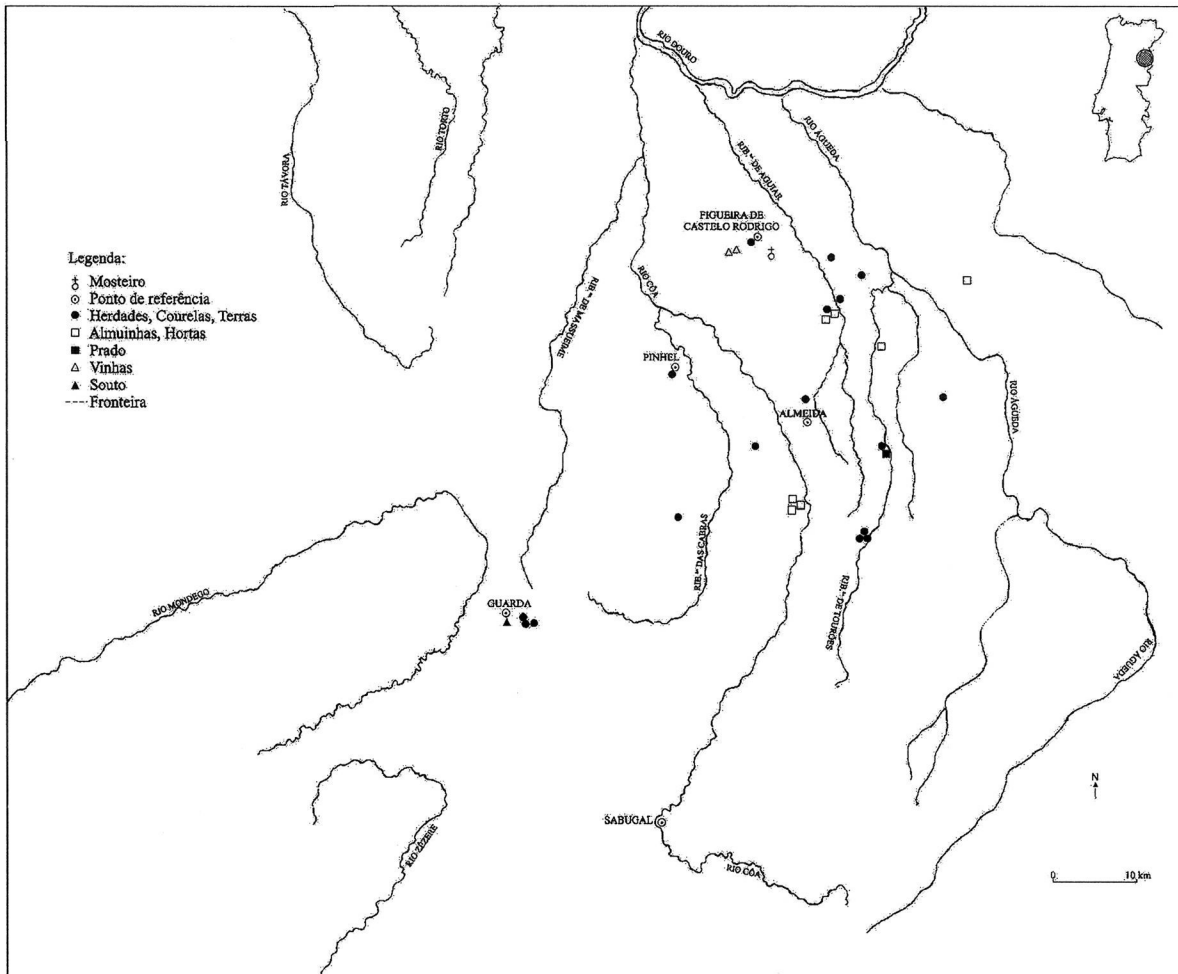 RIO DOURO
RIO TORTO
RIO TÁVORA
RIO ÁGUEDA
RIB.ª DE AGUIAR
FIGUEIRA DE
CASTELO RODRIGO
Legenda:
Mosteiro
Ponto de referência
Herdades, Courelas, Terras
Almuinhas, Hortas
Prado
Vinhas
Souto
Fronteira
RIO CÔA
RIB.ª DE MASSUEIME
PINHEL
ALMEIDA
RIO ÁGUEDA
RIB.ª DAS CABRAS
RIO MONDEGO
GUARDA
RIB.ª DE TOURÕES
RIO ÁGUEDA
N
SABUGAL
RIO ZÊZERE
RIO CÔA
0 10 km